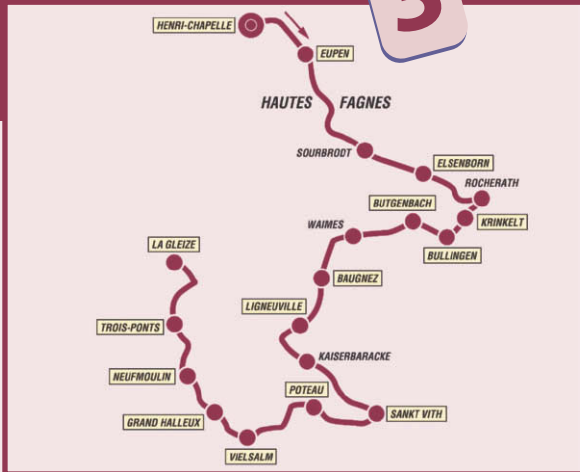 3
HENRI-CHAPELLE
EUPEN
HAUTES FAGNES
SOURBRODT
ELSENBORN
ROCHERATH
BUTGENBACH
KRINKELT
WAIMES
BULLINGEN
LA GLEIZE
BAUGNEZ
LIGNEUVILLE
TROIS-PONTS
KAISERBARACKE
NEUFMOULIN
POTEAU
SANKT VITH
GRAND HALLEUX
VIELSALM